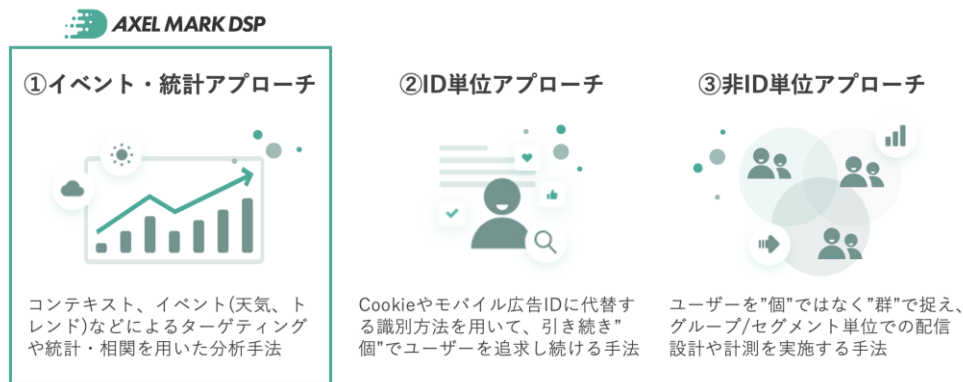 AXEL MARK DSP
①イベント・統計アプローチ
コンテキスト、イベント(天気、ト
レンド)などによるターゲティング
や統計・相関を用いた分析手法
②ID単位アプローチ
Cookieやモバイル広告IDに代替す
る識別方法を用いて、引き続き”
個”でユーザーを追求し続ける手法
③非ID単位アプローチ
ユーザーを”個”ではなく”群”で捉え、
グループ/セグメント単位での配信
設計や計測を実施する手法